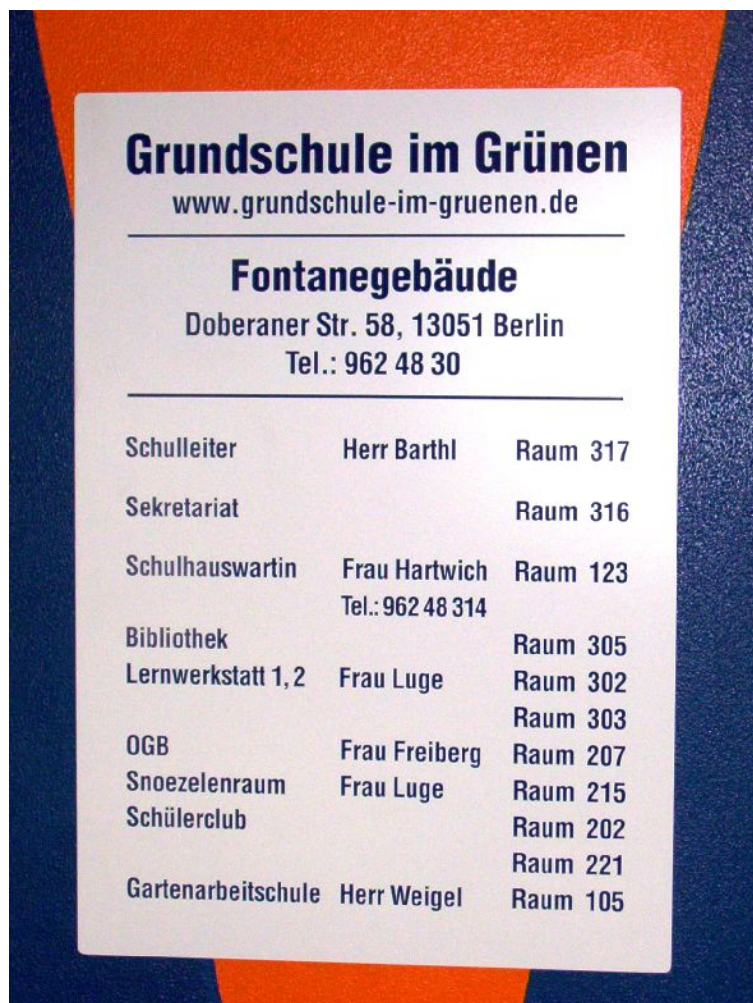 Grundschule im Grünen
www.grundschule-im-gruenen.de
Fontanegebäude
Doberaner Str. 58, 13051 Berlin
Tel.: 962 48 30
Schulleiter Herr Barthl Raum 317
Sekretariat Raum 316
Schulhauswartin Frau Hartwich Raum 123
Tel.: 962 48 314
Bibliothek Raum 305
Lernwerkstatt 1, 2 Frau Luge Raum 302
Raum 303
OGB Frau Freiberg Raum 207
Snoezelenraum Frau Luge Raum 215
Schülerclub Raum 202
Raum 221
Gartenarbeitschule Herr Weigel Raum 105